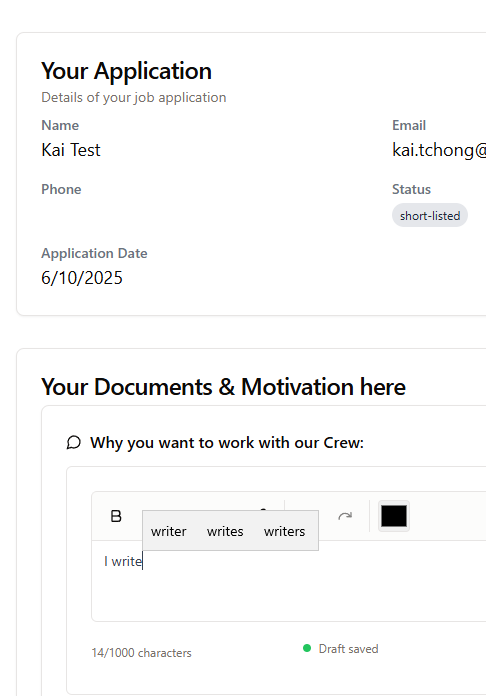 Your Application
Details of your job application
Name
Email
Kai Test
kai.tchong@
Phone
Status
short-listed
Application Date
6/10/2025
Your Documents & Motivation here
Why you want to work with our Crew:
B
writer writes writers
I write
14/1000 characters
Draft saved